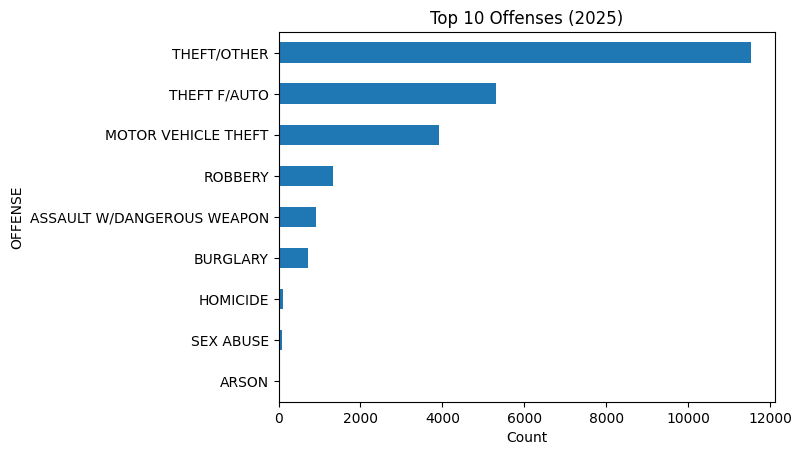 Top 10 Offenses (2025)
OFFENSE
THEFT/OTHER
THEFT F/AUTO
MOTOR VEHICLE THEFT
ROBBERY
ASSAULT W/DANGEROUS WEAPON
BURGLARY
HOMICIDE
SEX ABUSE
ARSON
0 2000 4000 6000 8000 10000 12000
Count